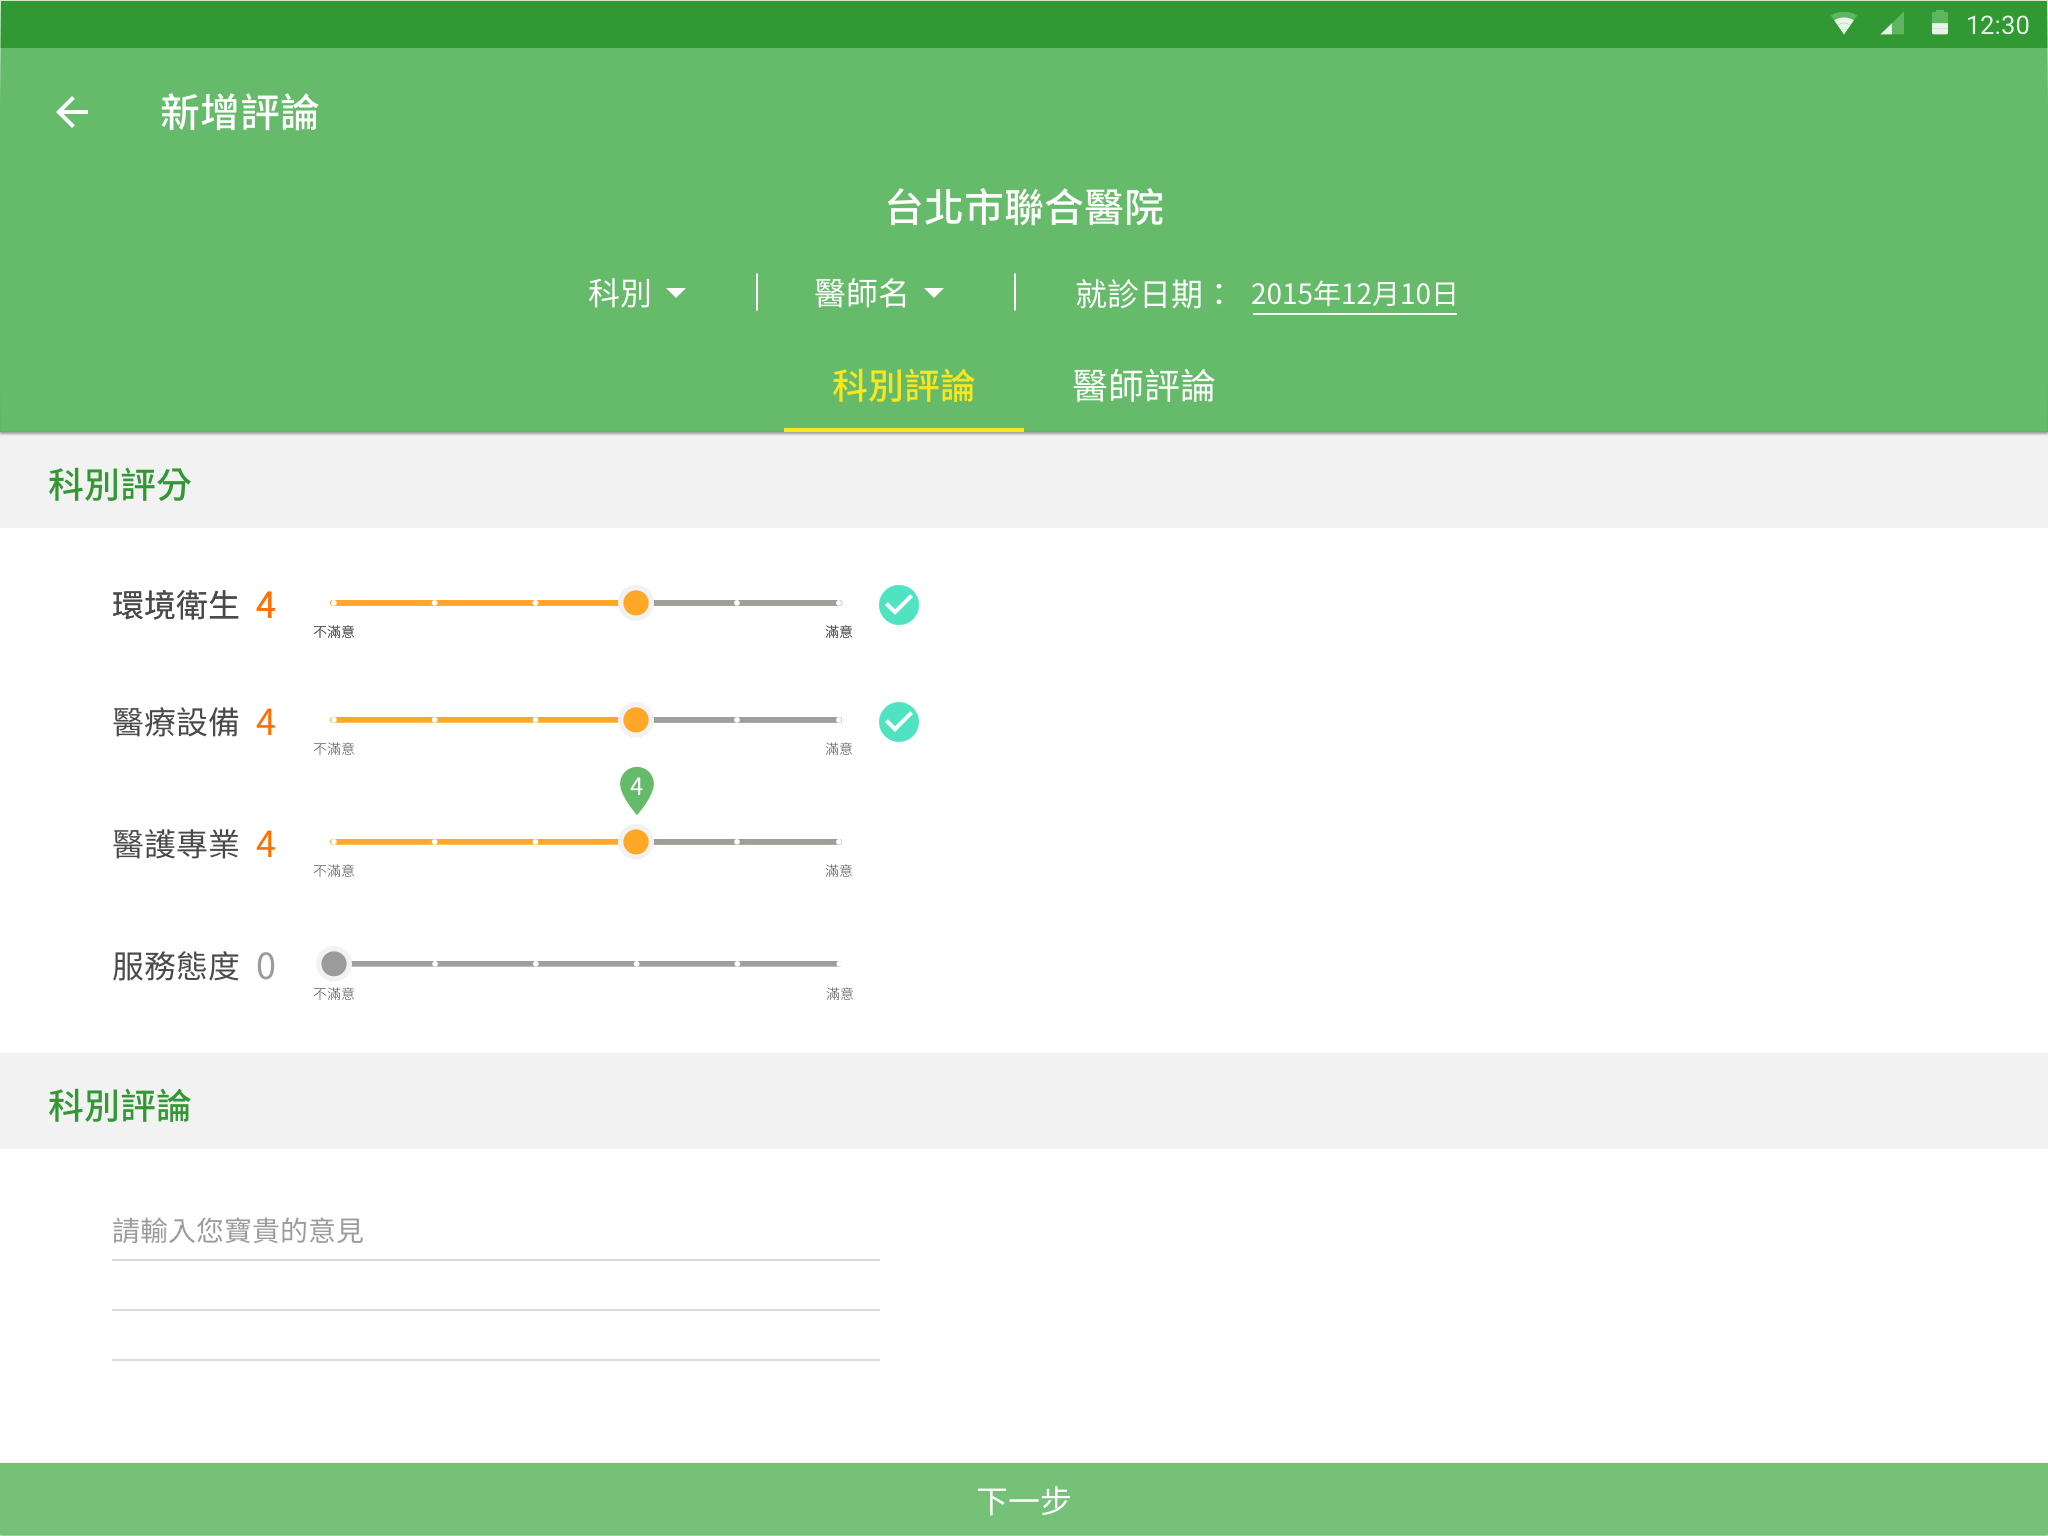 12:30
新增評論
台北市聯合醫院
科別 醫師名 就診日期： 2015年12月10日
科別評論 醫師評論
科別評分
環境衛生 4
不滿意 滿意
醫療設備 4
不滿意 滿意
4
醫護專業 4
不滿意 滿意
服務態度 0
不滿意 滿意
科別評論
請輸入您寶貴的意見
下一步